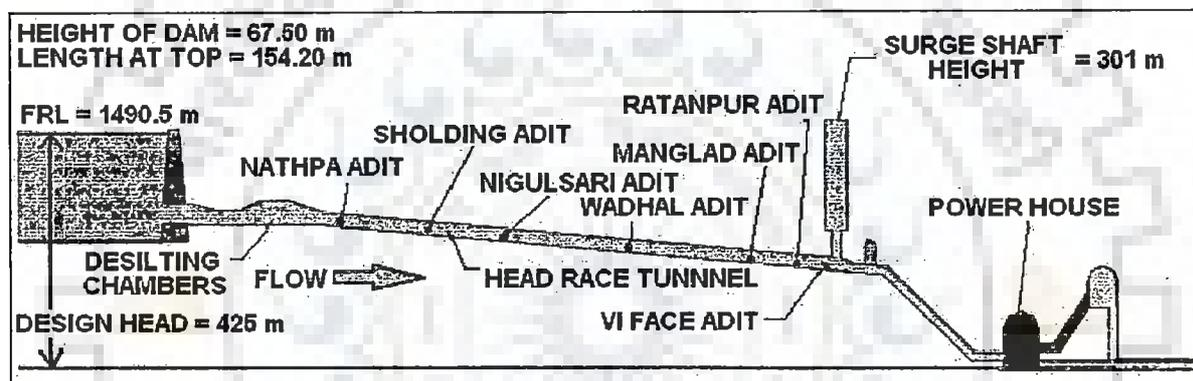 HEIGHT OF DAM = 67.50 m
LENGTH AT TOP = 154.20 m
SURGE SHAFT
HEIGHT = 301 m
RATANPUR ADIT
FRL = 1490.5 m
SHOLDING ADIT
MANGLAD ADIT
NATHPA ADIT
NIGULSARI ADIT
WADHAL ADIT
POWER HOUSE
DESILTING
CHAMBERS
FLOW
HEAD RACE TUNNNEL
DESIGN HEAD = 425 m
VI FACE ADIT